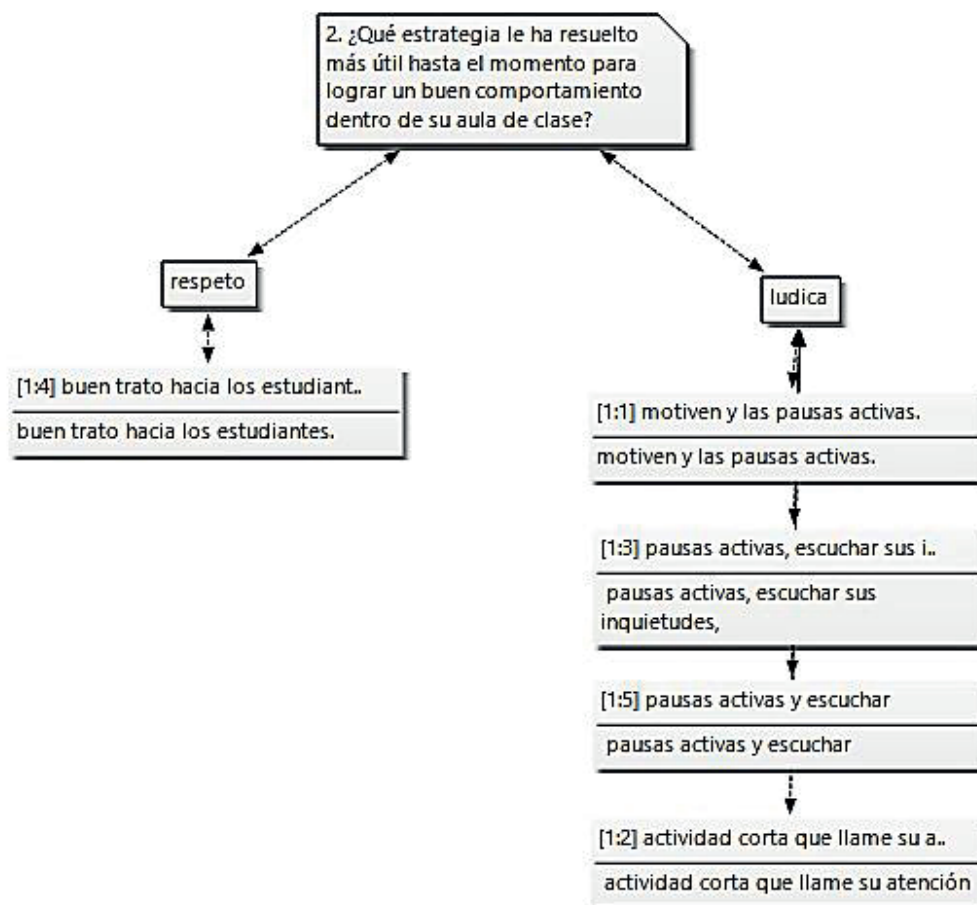 2. ¿Qué estrategia le ha resuelto
más útil hasta el momento para
lograr un buen comportamiento
dentro de su aula de clase?
respeto
ludica
[1:4] buen trato hacia los estudiant..
buen trato hacia los estudiantes.
[1:1] motiven y las pausas activas.
motiven y las pausas activas.
[1:3] pausas activas, escuchar sus i..
pausas activas, escuchar sus
inquietudes,
[1:5] pausas activas y escuchar
pausas activas y escuchar
[1:2] actividad corta que llame su a..
actividad corta que llame su atención